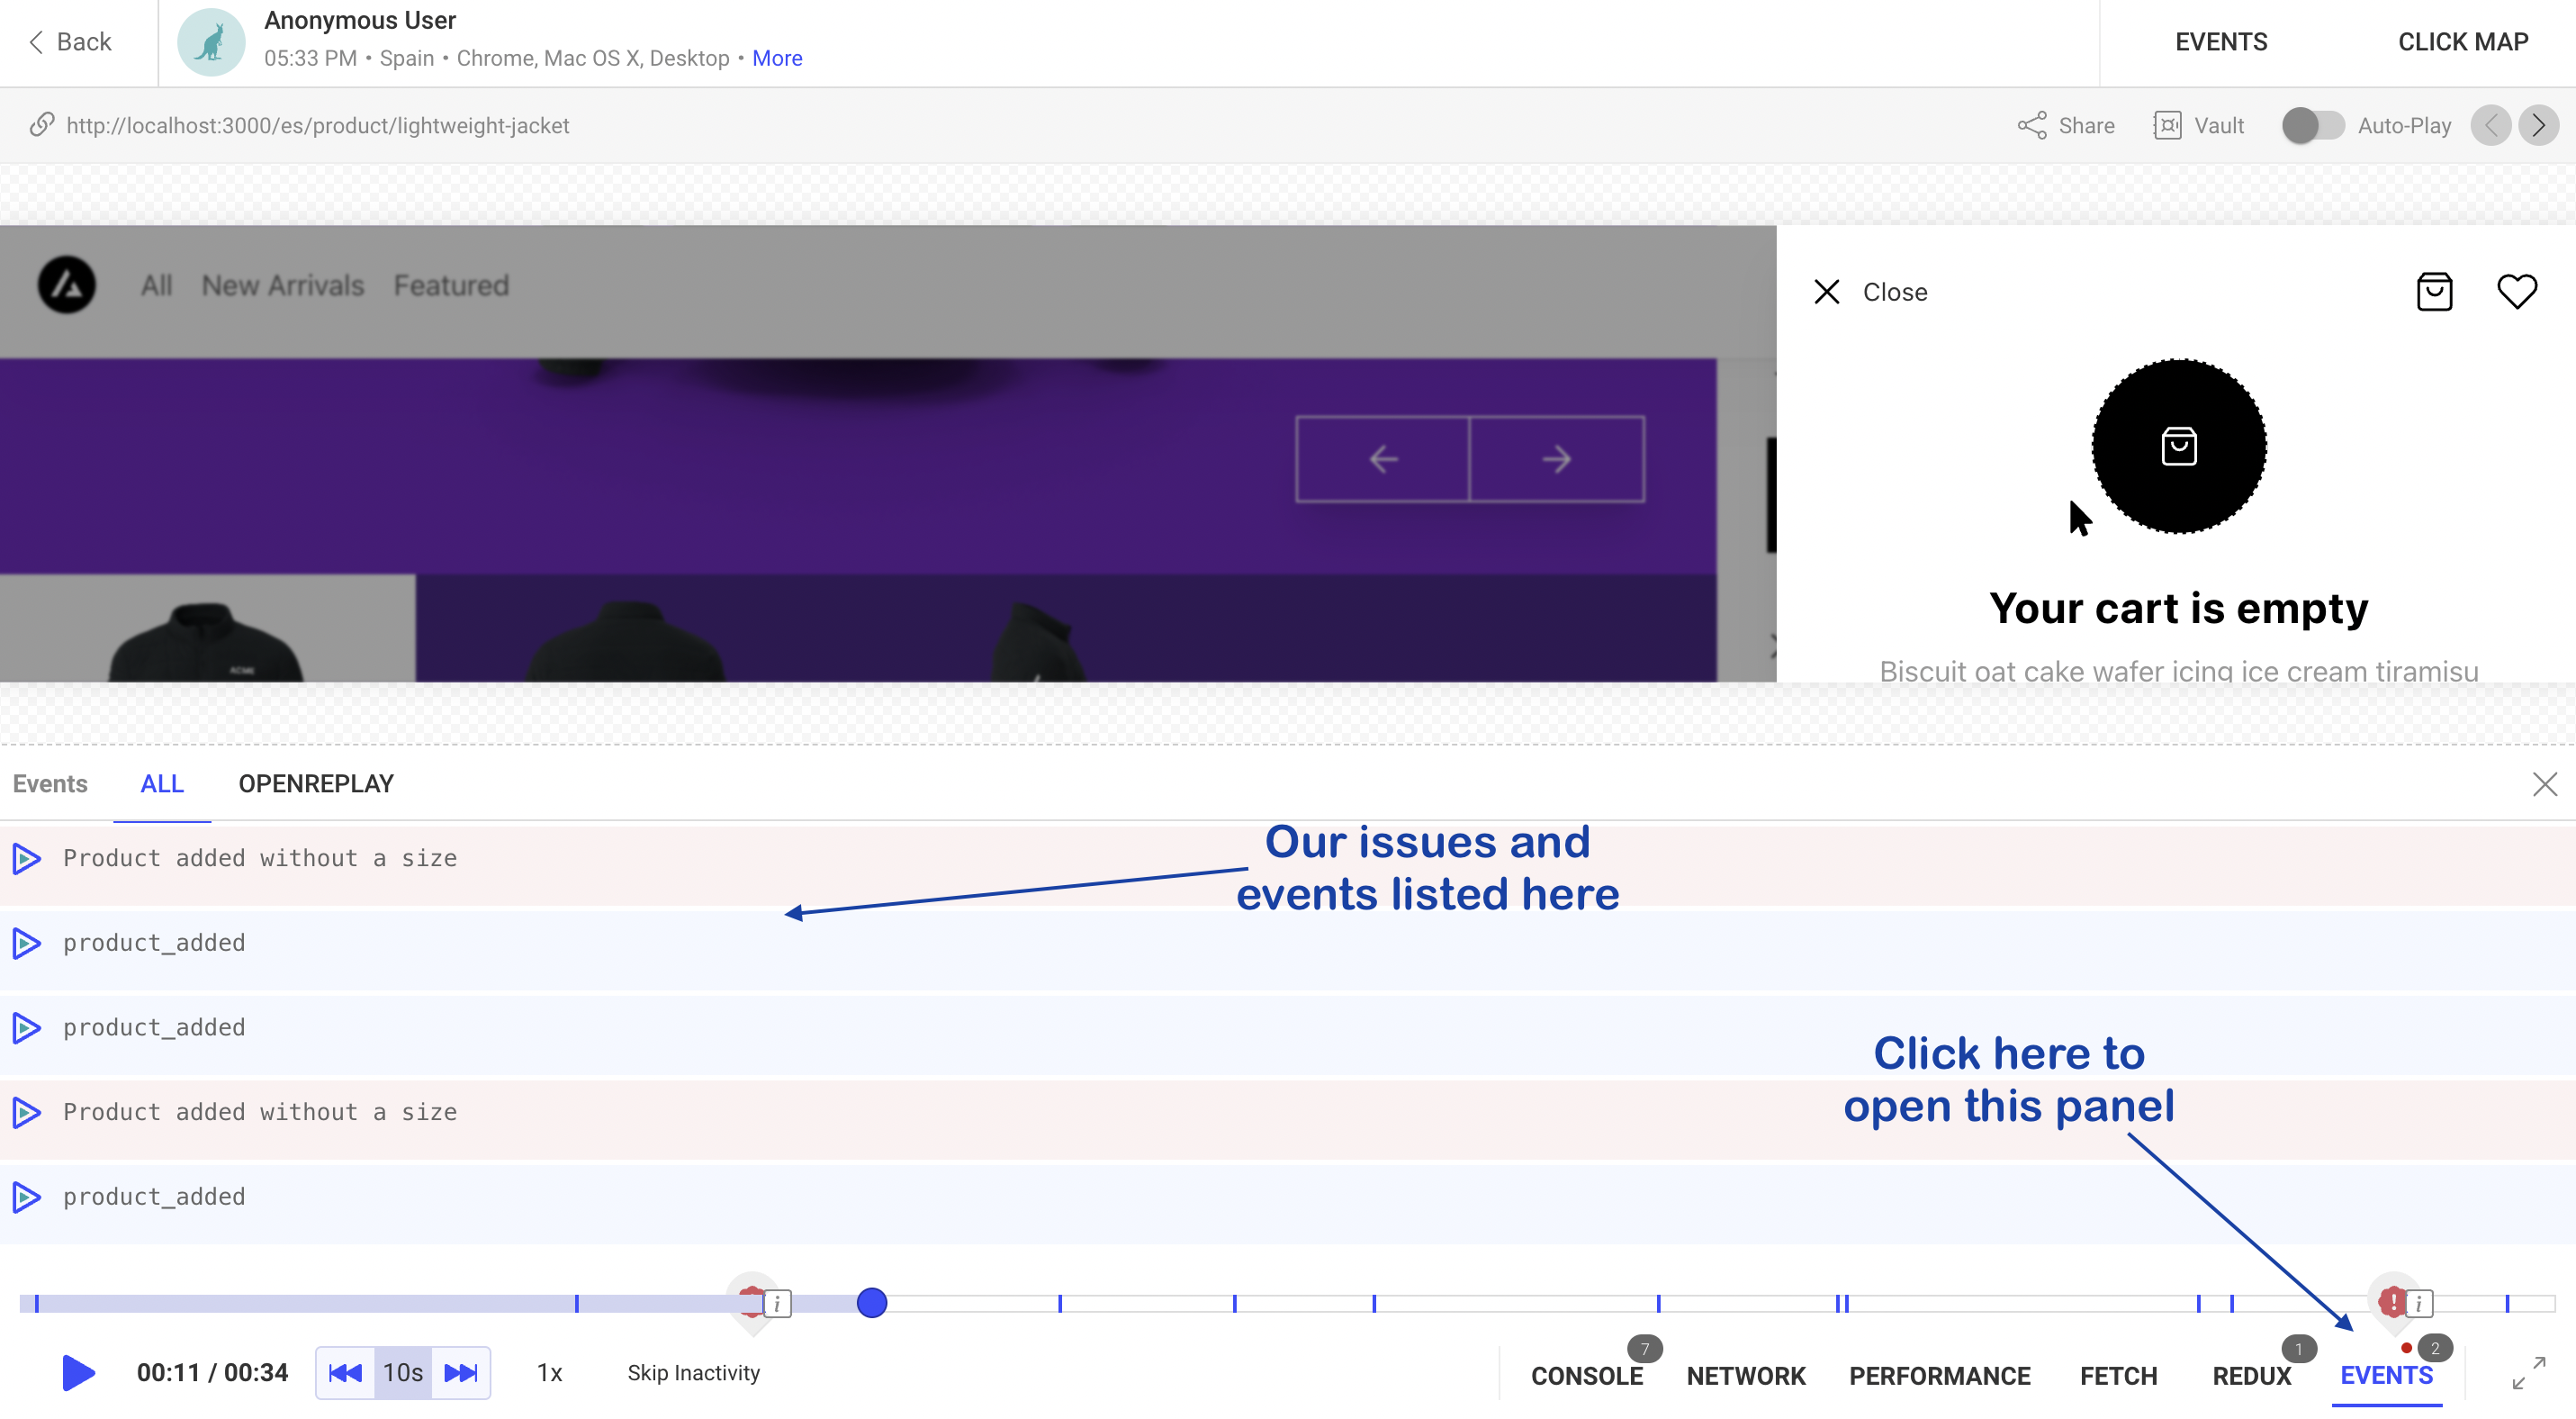 Back
Anonymous User
05:33 PM • Spain • Chrome, Mac OS X, Desktop • More
EVENTS
CLICK MAP
http://localhost:3000/es/product/lightweight-jacket
Share
Vault
Auto-Play
All New Arrivals Featured
Close
Your cart is empty
Biscuit oat cake wafer icing ice cream tiramisu
ACME
Events ALL OPENREPLAY
Our issues and
events listed here
Product added without a size
product_added
product_added
Click here to
open this panel
Product added without a size
product_added
i
! i
00:11 / 00:34
10s
1x
Skip Inactivity
CONSOLE 7
NETWORK
PERFORMANCE
FETCH
REDUX 1
EVENTS 2